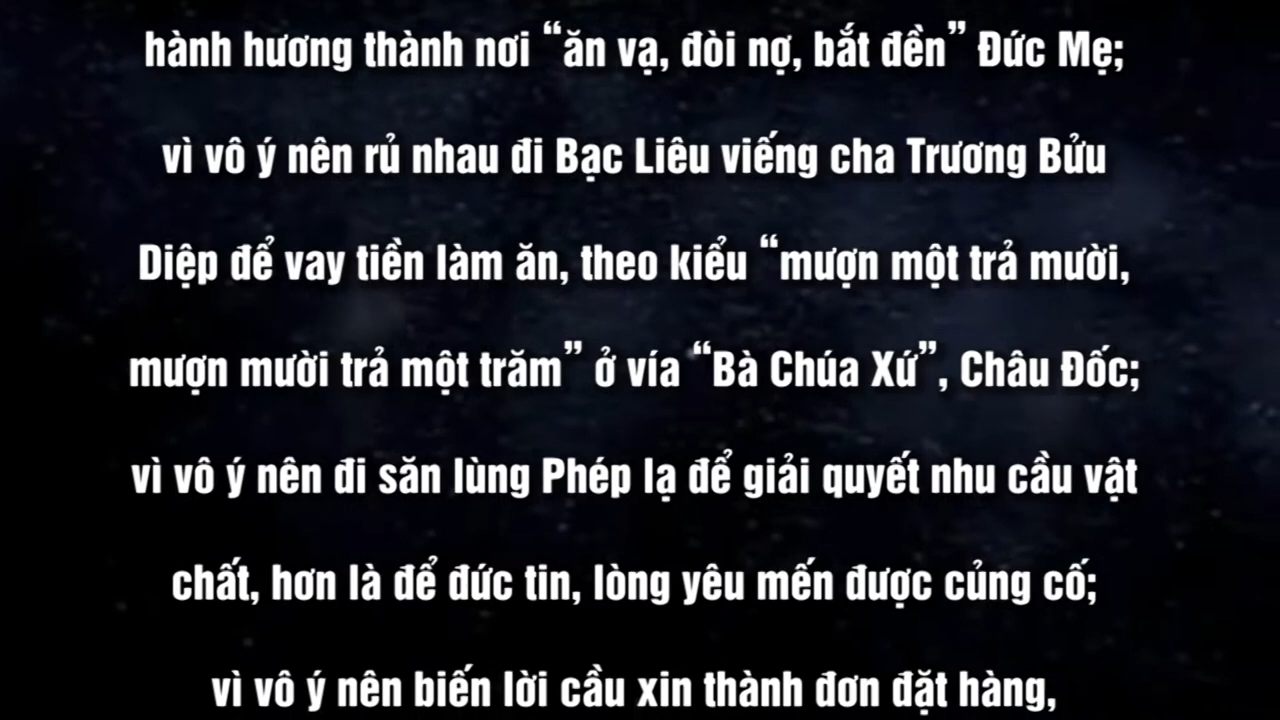 hành hương thành nơi “ăn vạ, đòi nợ, bắt đền” Đức Mẹ;
vì vô ý nên rủ nhau đi Bạc Liêu viếng cha Trương Bửu
Diệp để vay tiền làm ăn, theo kiểu “mượn một trả mười,
mượn mười trả một trăm” ở vía “Bà Chúa Xứ”, Châu Đốc;
vì vô ý nên đi săn lùng Phép lạ để giải quyết nhu cầu vật
chất, hơn là để đức tin, lòng yêu mến được củng cố;
vì vô ý nên biến lời cầu xin thành đơn đặt hàng,